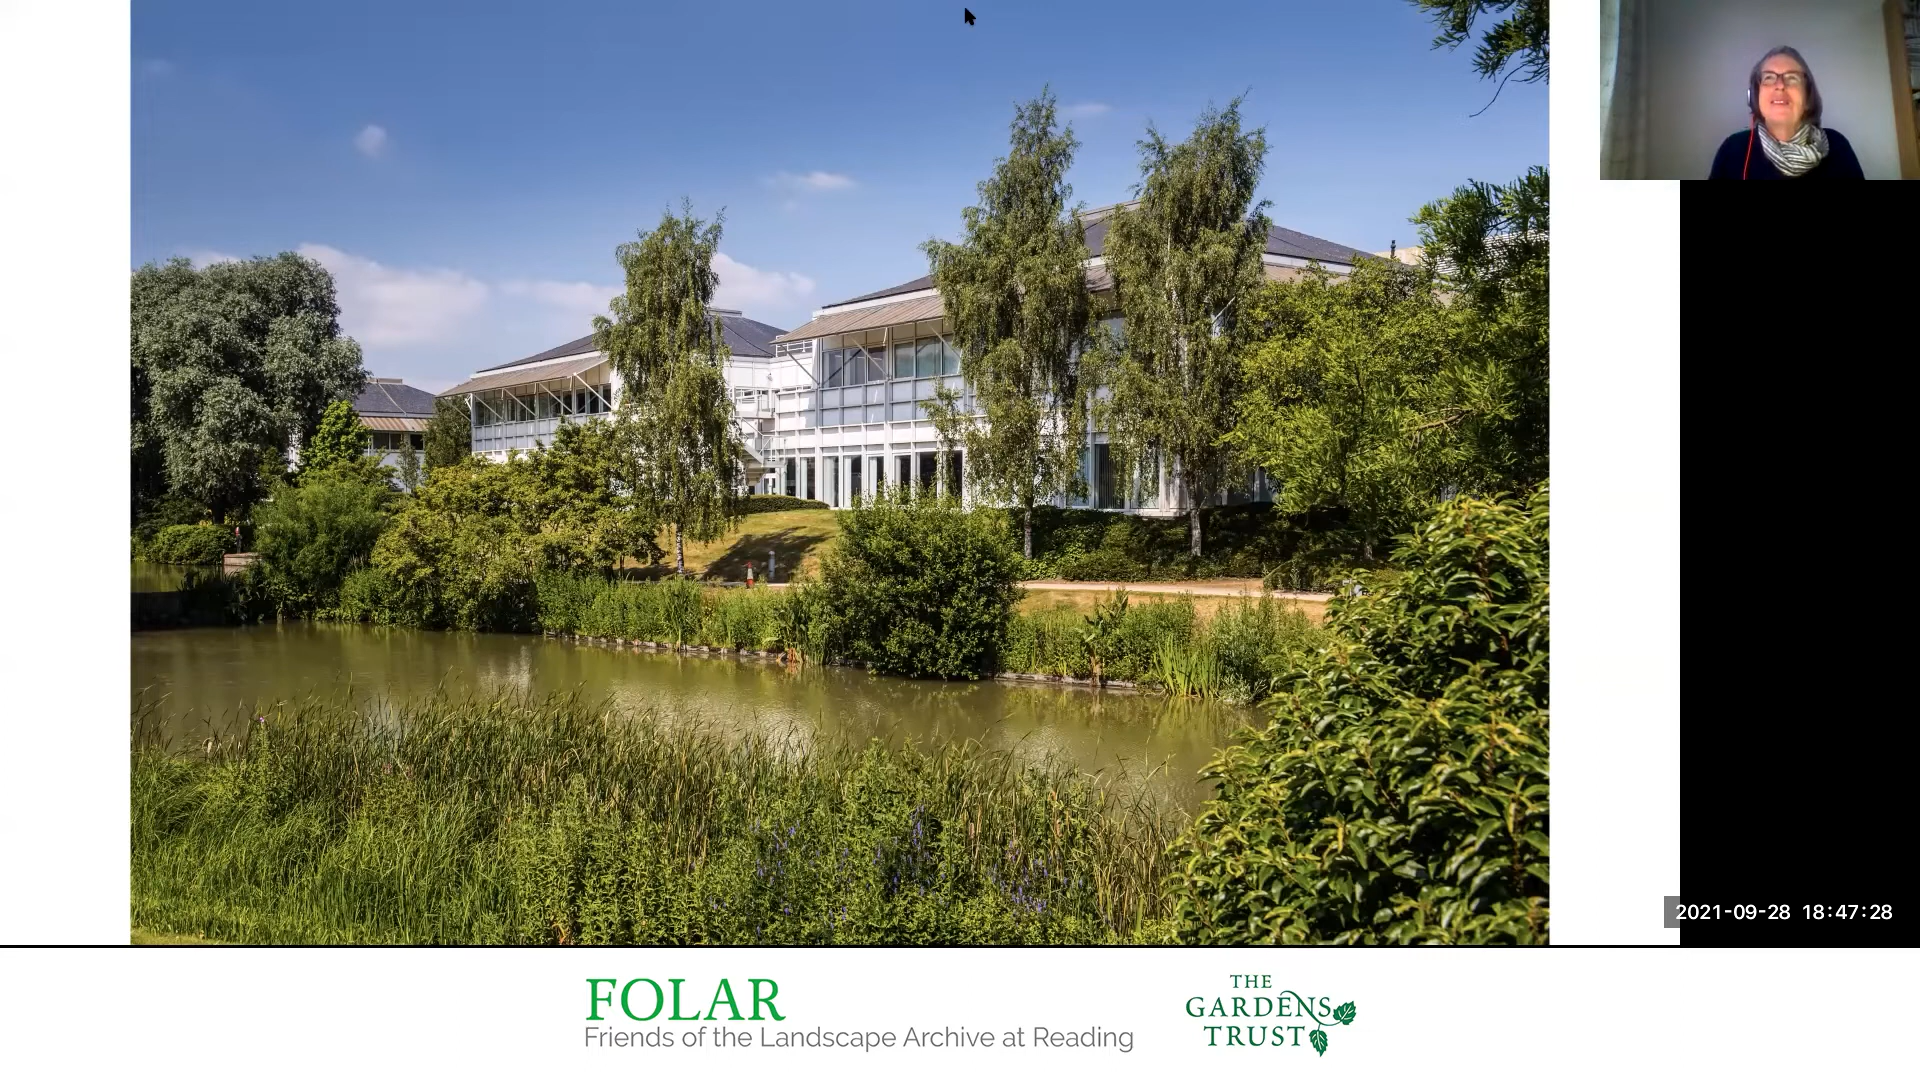 2021-09-28 18:47:28
FOLAR
Friends of the Landscape Archive at Reading
THE
GARDENS
TRUST